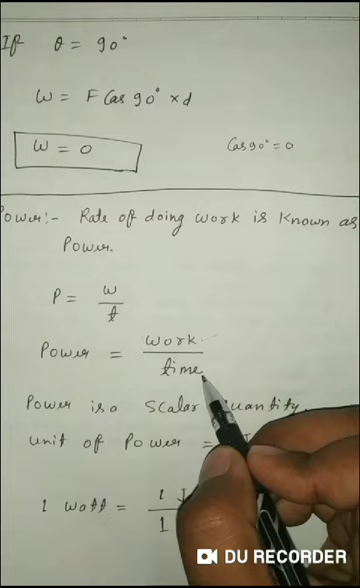 If θ = 90°
W = F Cos 90° × d
W = 0
Cos 90° = 0
Power:- Rate of doing work is known as
Power.
P = W
t
Power = work
time
Power is a Scalar quantity.
unit of Power =
1 watt = 1 J
1
DU RECORDER